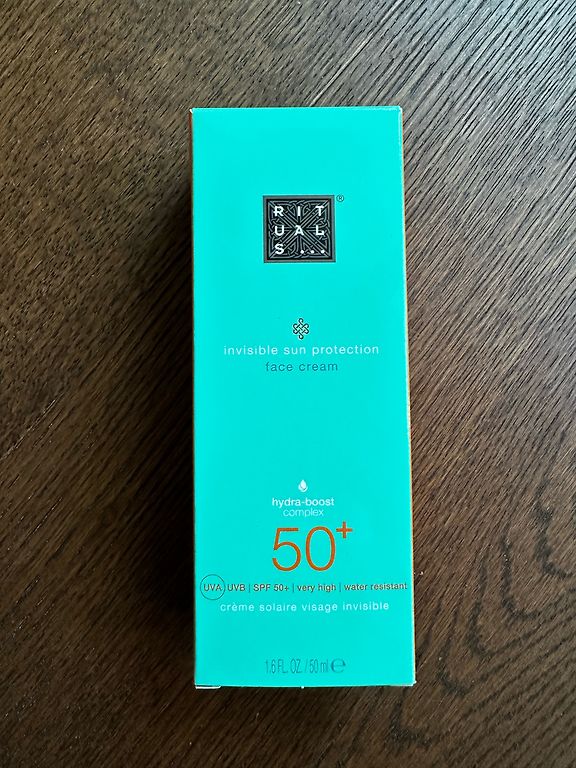 RIT
UAL
S...
®
invisible sun protection
face cream
hydra-boost
complex
50+
UVA UVB | SPF 50+ | very high | water resistant
crème solaire visage invisible
1.6 FL. OZ. / 50 ml ℮